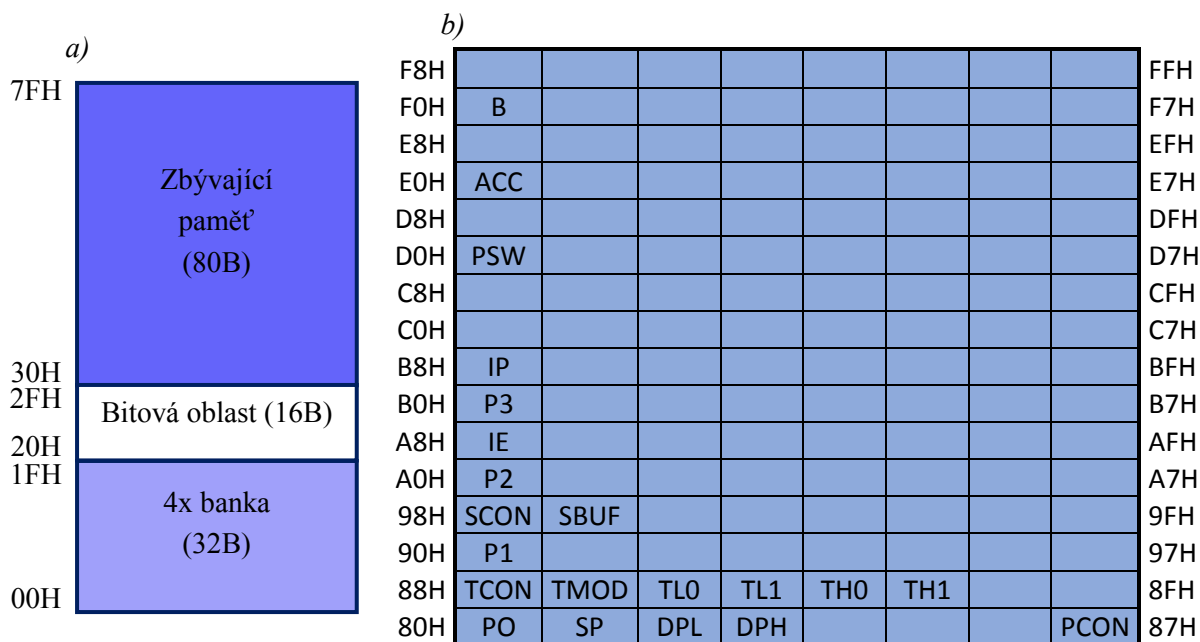 a)
7FH
Zbývající
paměť
(80B)
30H
2FH
Bitová oblast (16B)
20H
1FH
4x banka
(32B)
00H
b)
F8H FFH
F0H B F7H
E8H EFH
E0H ACC E7H
D8H DFH
D0H PSW D7H
C8H CFH
C0H C7H
B8H IP BFH
B0H P3 B7H
A8H IE AFH
A0H P2 A7H
98H SCON SBUF 9FH
90H P1 97H
88H TCON TMOD TL0 TL1 TH0 TH1 8FH
80H PO SP DPL DPH PCON 87H